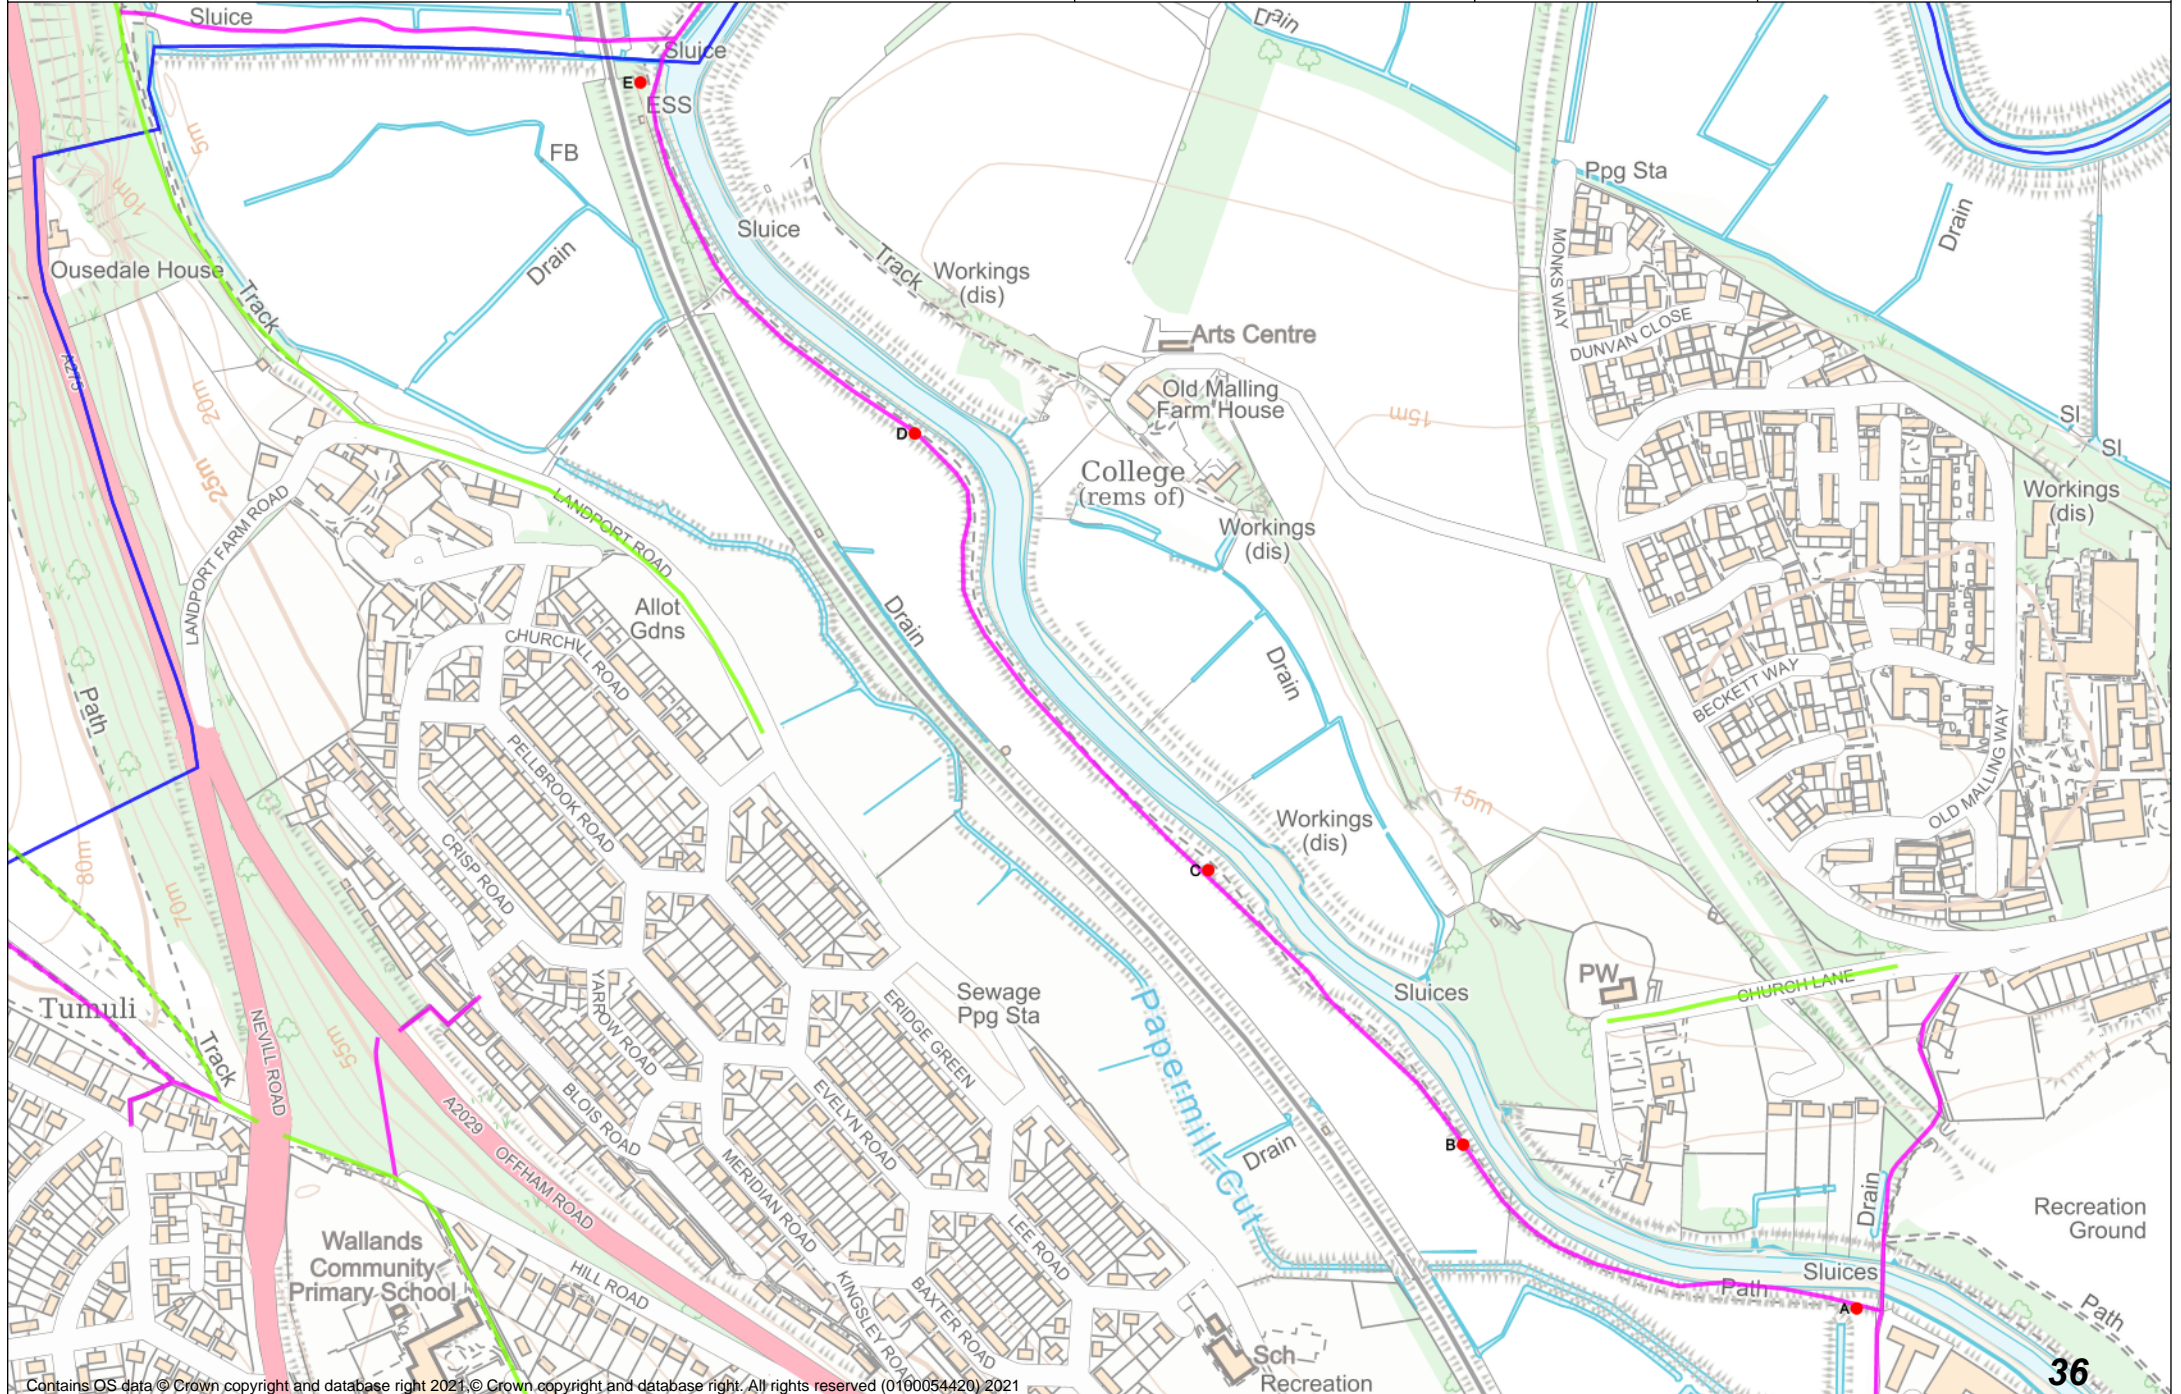 Sluice
Drain
Sluice
E
ESS
5m
FB
Ppg Sta
10m
Sluice
Drain
Ousedale House
Track
Drain
Track
Workings
(dis)
MONKS WAY
DUNVAN CLOSE
Arts Centre
A275
Old Malling
Farm House
20m
15m
Sl
D
Sl
25m
College
(rems of)
Workings
(dis)
LANDPORT FARM ROAD
LANDPORT ROAD
Workings
(dis)
Allot
Gdns
Drain
CHURCHILL ROAD
Drain
Path
BECKETT WAY
PELLBROOK ROAD
OLD MALLING WAY
15m
Workings
(dis)
80m
CRISP ROAD
C
70m
PW
Tumuli
Sewage
Ppg Sta
Sluices
CHURCH LANE
Track
NEVILL ROAD
55m
YARROW ROAD
ERIDGE GREEN
Papermill Cut
A2029
OFFHAM ROAD
BLOIS ROAD
EVELYN ROAD
Drain
B
MERIDIAN ROAD
Drain
Recreation
Ground
LEE ROAD
Wallands
Community
Primary School
HILL ROAD
KINGSLEY ROAD
BAXTER ROAD
Sluices
Path
A
Path
Sch
Recreation
36
Contains OS data © Crown copyright and database right 2021,© Crown copyright and database right. All rights reserved (0100054420) 2021